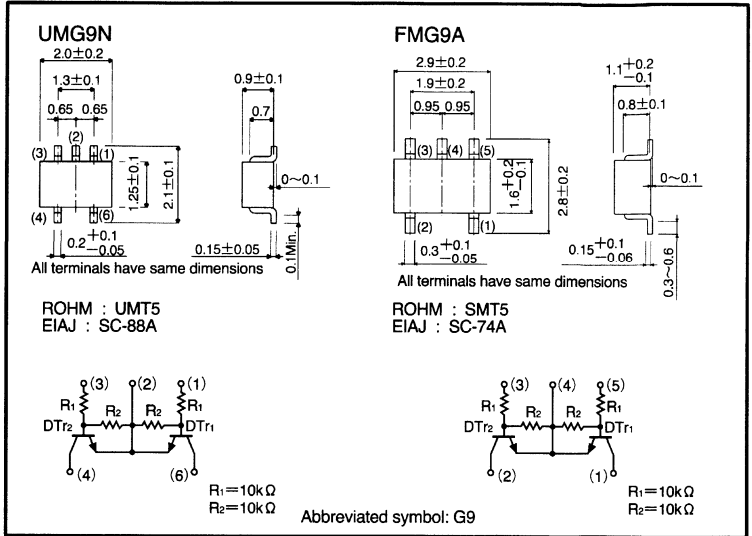 UMG9N
2.0±0.2
1.3±0.1
0.65 0.65
(2)
(3) (1)
(4) (6)
1.25±0.1
2.1±0.1
0.2+0.1−0.05
All terminals have same dimensions
0.9±0.1
0.7
0~0.1
0.15±0.05
0.1Min.
ROHM : UMT5
EIAJ : SC-88A
FMG9A
2.9±0.2
1.9±0.2
0.95 0.95
(3) (4) (5)
(2) (1)
1.6+0.2−0.1
2.8±0.2
0.3+0.1−0.05
All terminals have same dimensions
1.1+0.2−0.1
0.8±0.1
0~0.1
0.15+0.1−0.06
0.3~0.6
ROHM : SMT5
EIAJ : SC-74A
(3) (2) (1)
R1 R2 R2 R1
DTr2 DTr1
(4) (6)
R1=10kΩ
R2=10kΩ
(3) (4) (5)
R1 R2 R2 R1
DTr2 DTr1
(2) (1)
R1=10kΩ
R2=10kΩ
Abbreviated symbol: G9